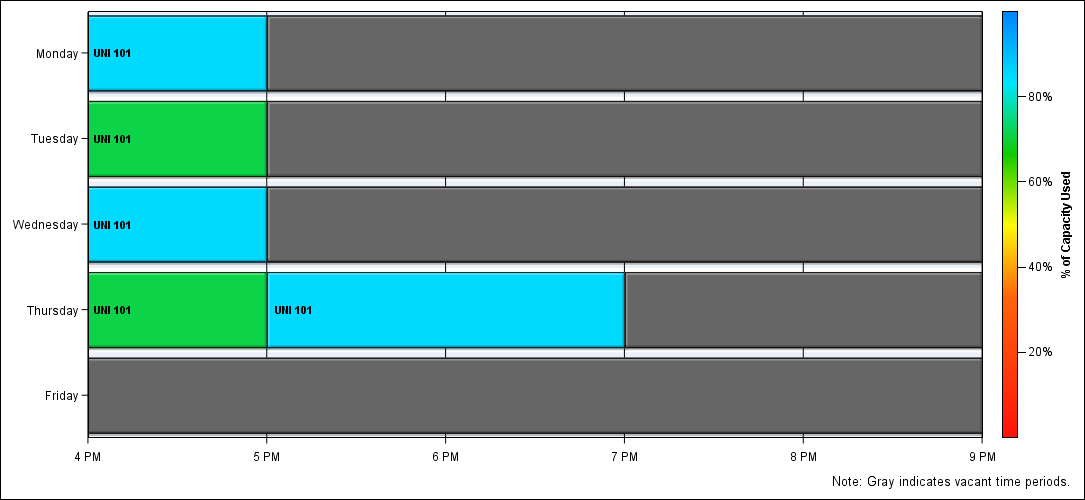 Monday
UNI 101
Tuesday
UNI 101
Wednesday
UNI 101
Thursday
UNI 101
UNI 101
Friday
4 PM
5 PM
6 PM
7 PM
8 PM
9 PM
80%
60%
40%
20%
% of Capacity Used
Note: Gray indicates vacant time periods.